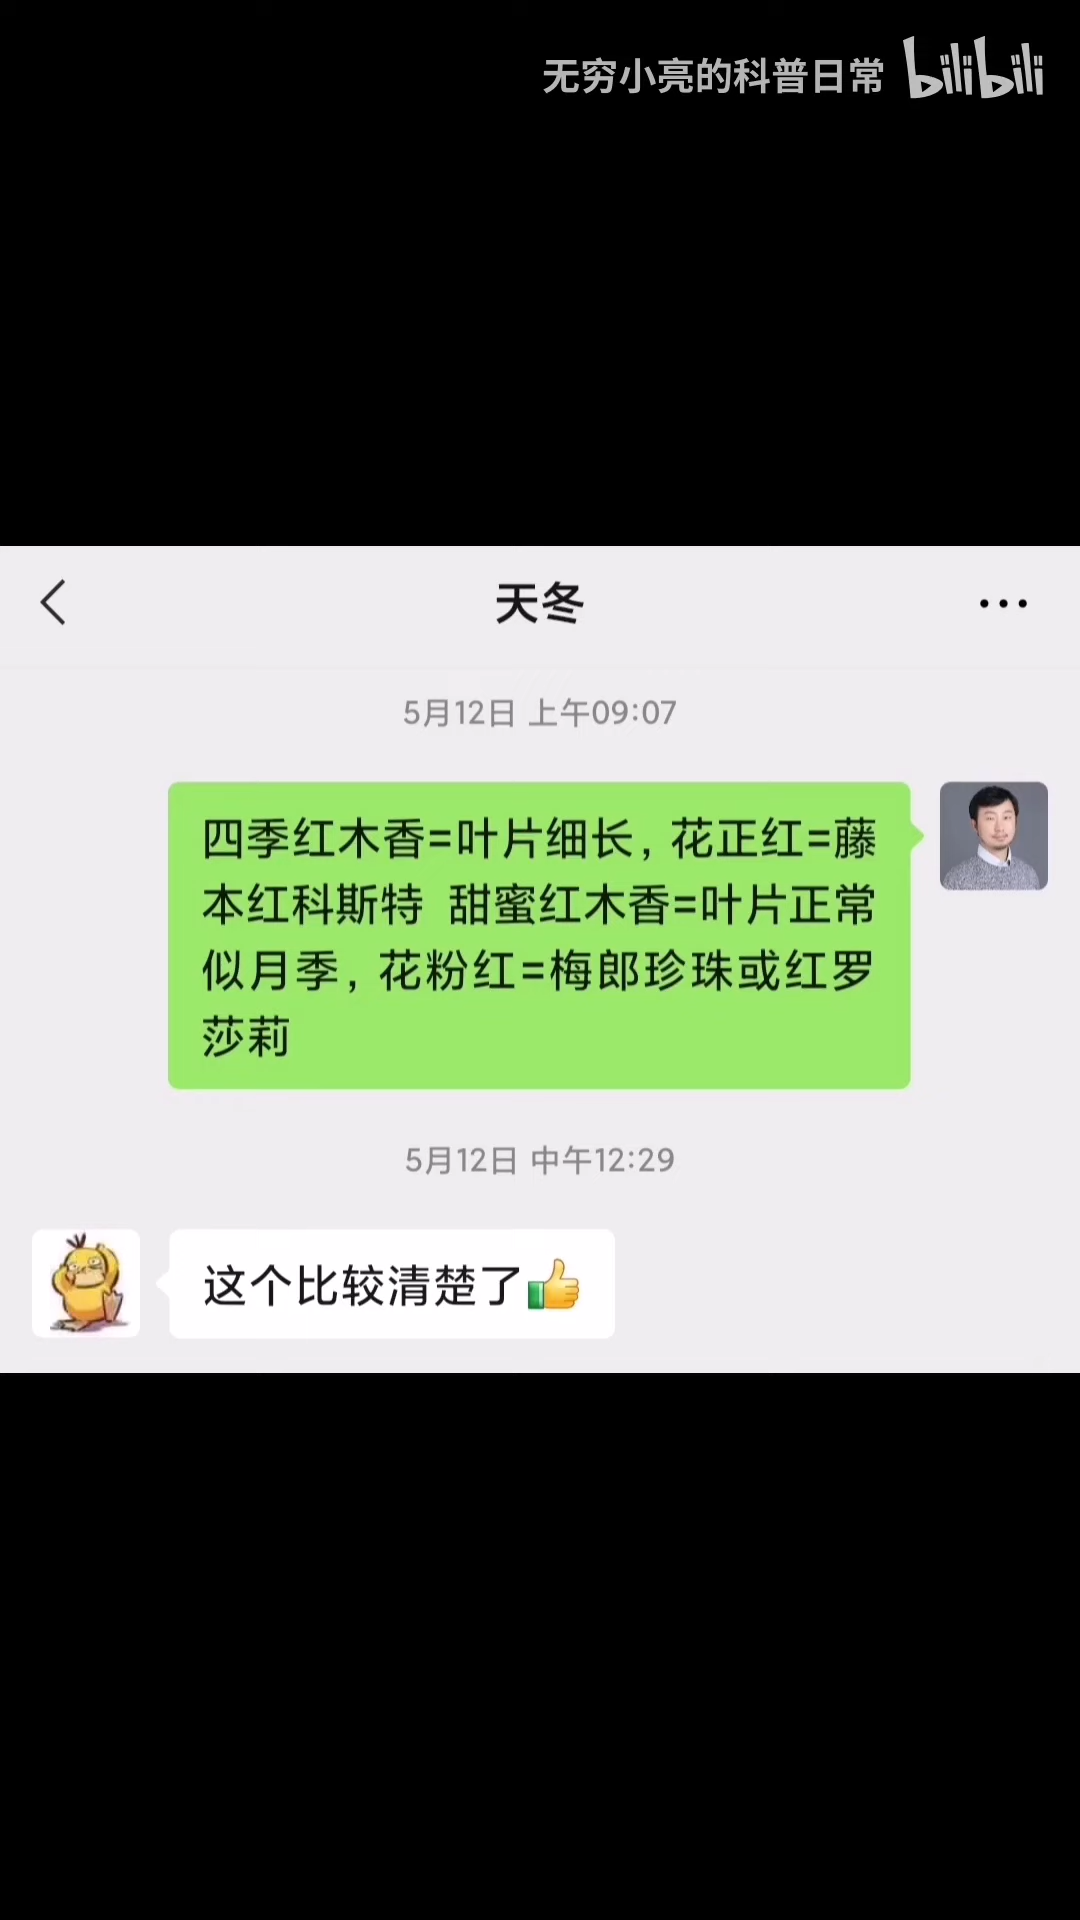 无穷小亮的科普日常 bilibili
天冬
5月12日 上午09:07
四季红木香=叶片细长，花正红=藤
本红科斯特 甜蜜红木香=叶片正常
似月季，花粉红=梅郎珍珠或红罗
莎莉
5月12日 中午12:29
这个比较清楚了👍